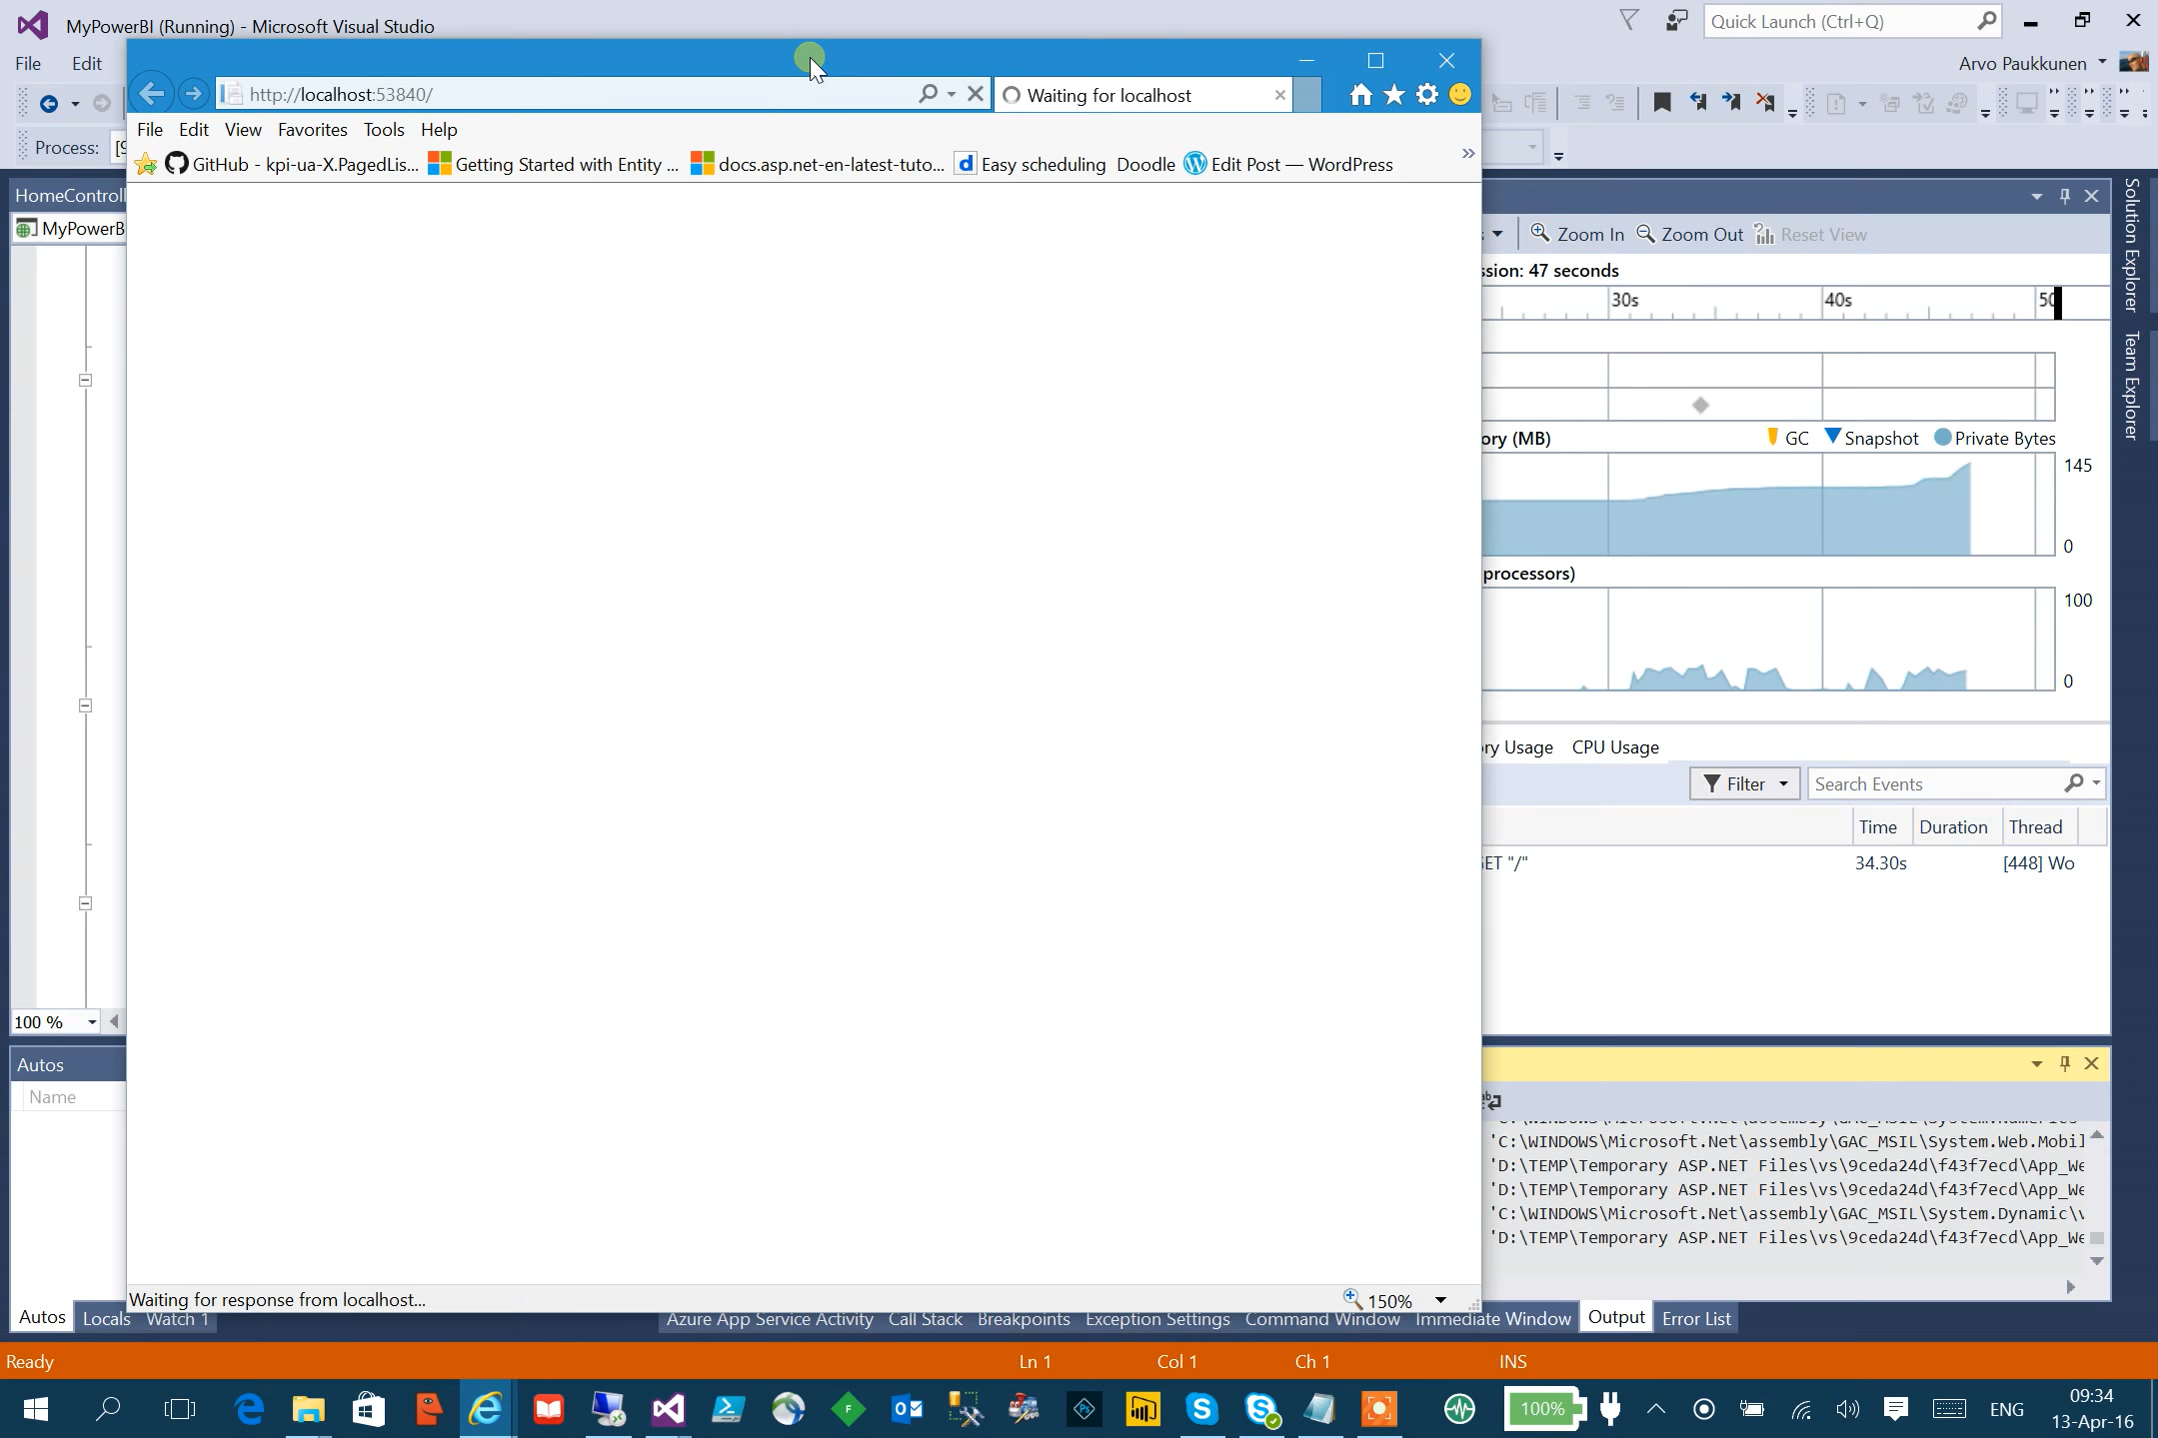 MyPowerBI (Running) - Microsoft Visual Studio
Quick Launch (Ctrl+Q)
File Edit
Arvo Paukkunen
http://localhost:53840/
Waiting for localhost
File Edit View Favorites Tools Help
Process:
GitHub - kpi-ua-X.PagedLis...
Getting Started with Entity ...
docs.asp.net-en-latest-tuto...
Easy scheduling Doodle
Edit Post — WordPress
HomeControll
MyPowerB
Solution Explorer
Team Explorer
Zoom In Zoom Out Reset View
ssion: 47 seconds
30s 40s 50
ory (MB) GC Snapshot Private Bytes
145
0
processors)
100
0
ry Usage CPU Usage
Filter Search Events
Time Duration Thread
ET "/" 34.30s [448] Wo
100 %
Autos
Name
'C:\WINDOWS\Microsoft.Net\assembly\GAC_MSIL\System.Web.Mobil
'D:\TEMP\Temporary ASP.NET Files\vs\9ceda24d\f43f7ecd\App_We
'D:\TEMP\Temporary ASP.NET Files\vs\9ceda24d\f43f7ecd\App_We
'C:\WINDOWS\Microsoft.Net\assembly\GAC_MSIL\System.Dynamic\v
'D:\TEMP\Temporary ASP.NET Files\vs\9ceda24d\f43f7ecd\App_We
Waiting for response from localhost...
150%
Autos Locals Watch 1
Azure App Service Activity Call Stack Breakpoints Exception Settings Command Window Immediate Window Output Error List
Ready Ln 1 Col 1 Ch 1 INS
100%
ENG
09:34
13-Apr-16